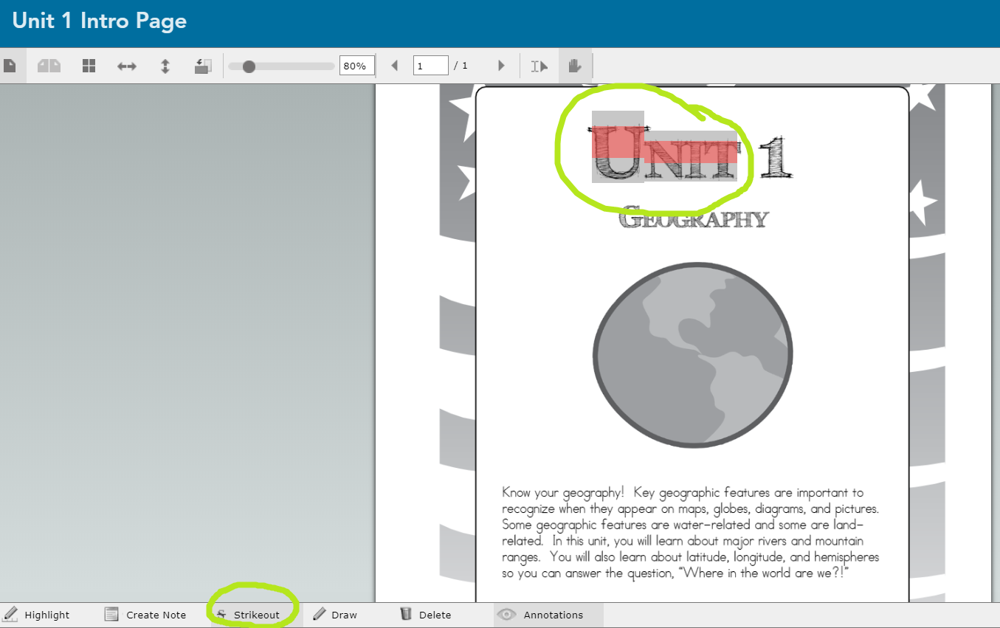 Unit 1 Intro Page
80% 1 / 1
UNIT 1
GEOGRAPHY
Know your geography! Key geographic features are important to
recognize when they appear on maps, globes, diagrams, and pictures.
Some geographic features are water-related and some are land-
related. In this unit, you will learn about major rivers and mountain
ranges. You will also learn about latitude, longitude, and hemispheres
so you can answer the question, "Where in the world are we?!"
Highlight Create Note Strikeout Draw Delete Annotations